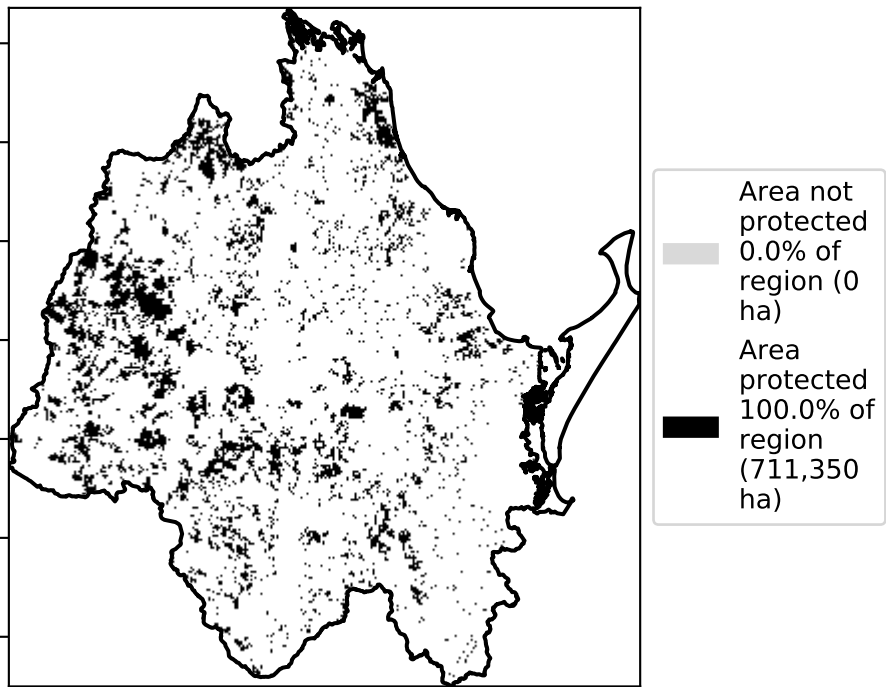 Area not
protected
0.0% of
region (0
ha)
Area
protected
100.0% of
region
(711,350
ha)